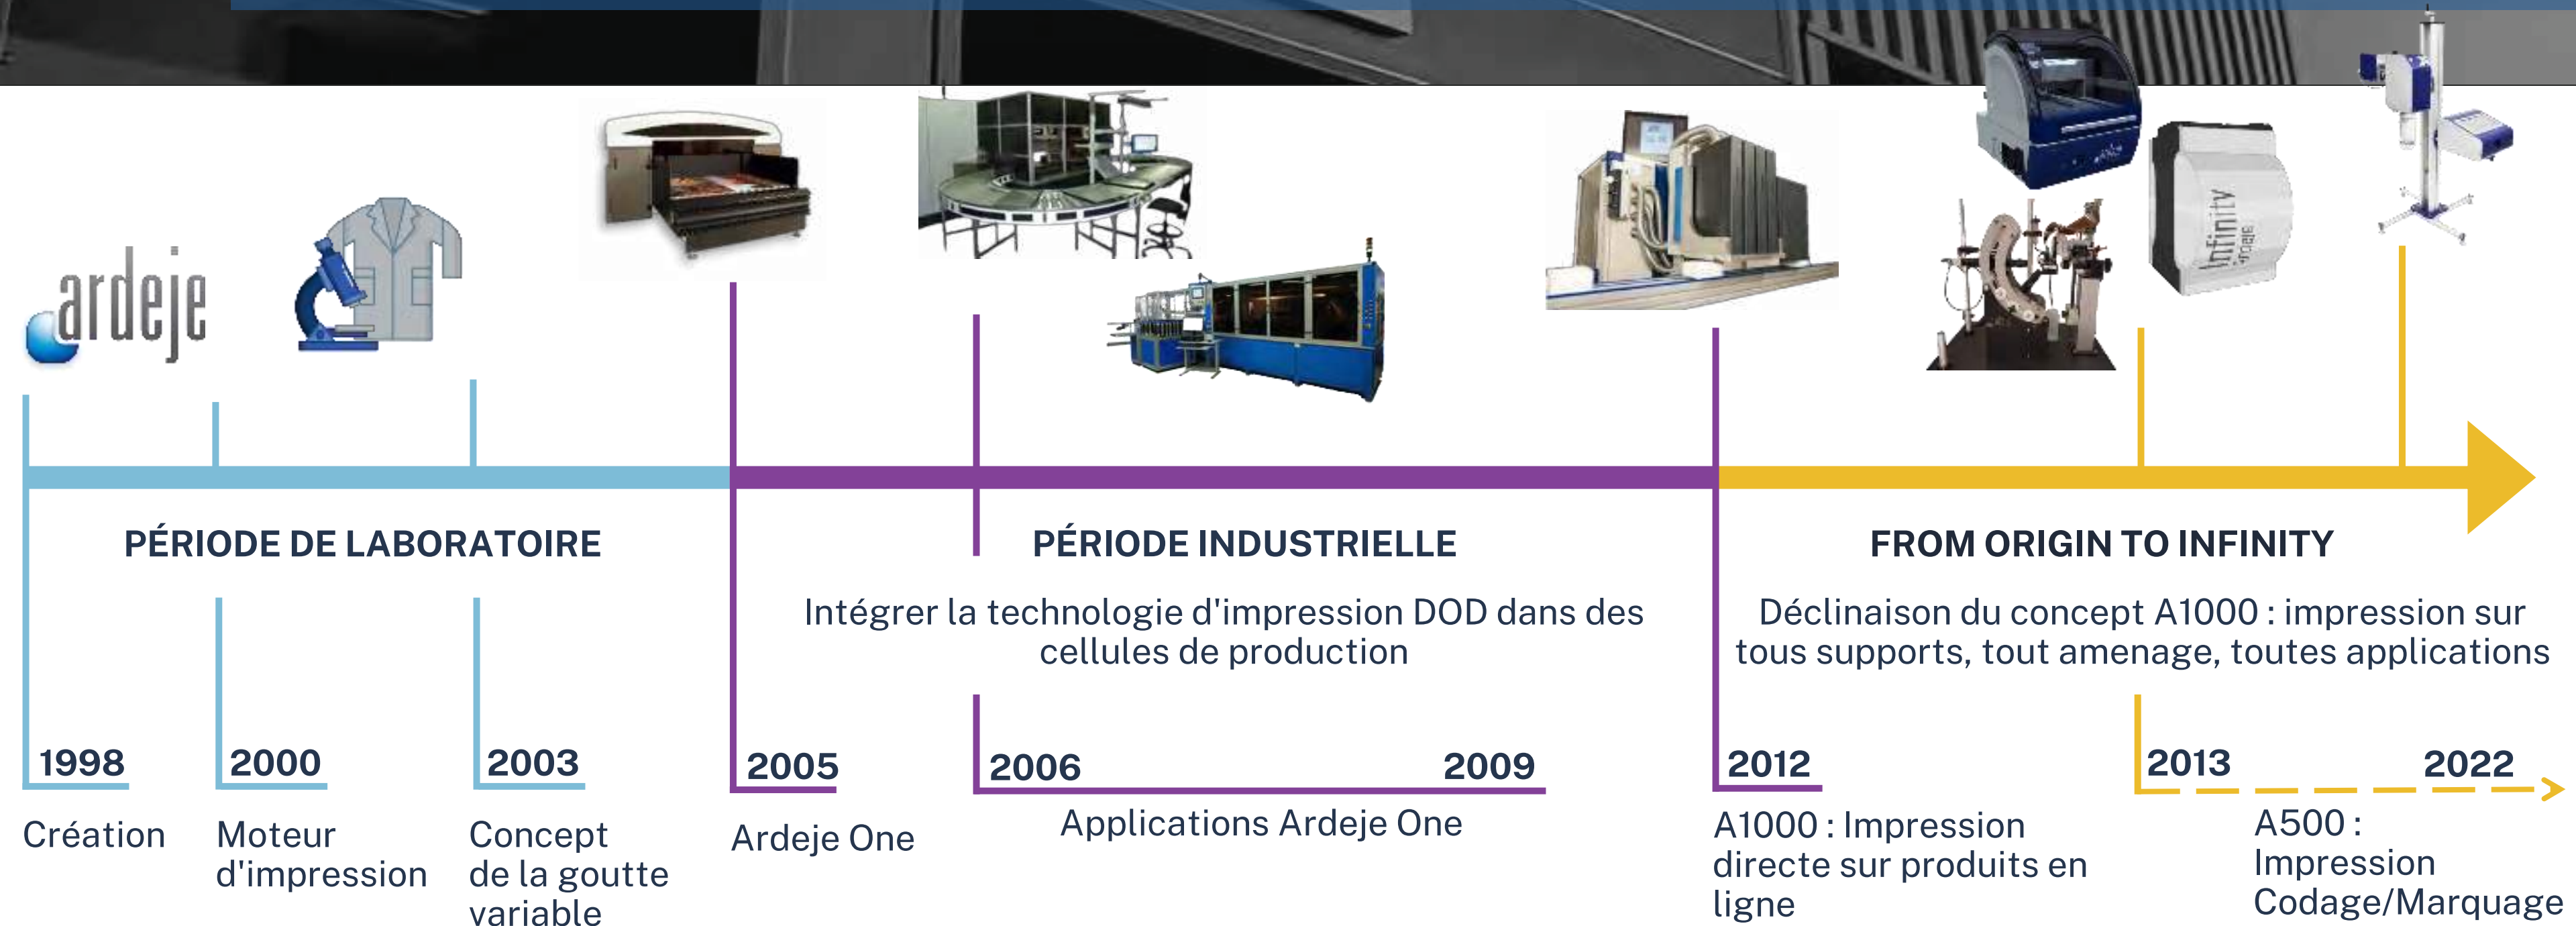 ardeje
Infinity
ardeje
PÉRIODE DE LABORATOIRE
PÉRIODE INDUSTRIELLE
FROM ORIGIN TO INFINITY
Intégrer la technologie d'impression DOD dans des
cellules de production
Déclinaison du concept A1000 : impression sur
tous supports, tout amenage, toutes applications
1998
Création
2000
Moteur
d'impression
2003
Concept
de la goutte
variable
2005
Ardeje One
2006
2009
Applications Ardeje One
2012
A1000 : Impression
directe sur produits en
ligne
2013
2022
A500 :
Impression
Codage/Marquage